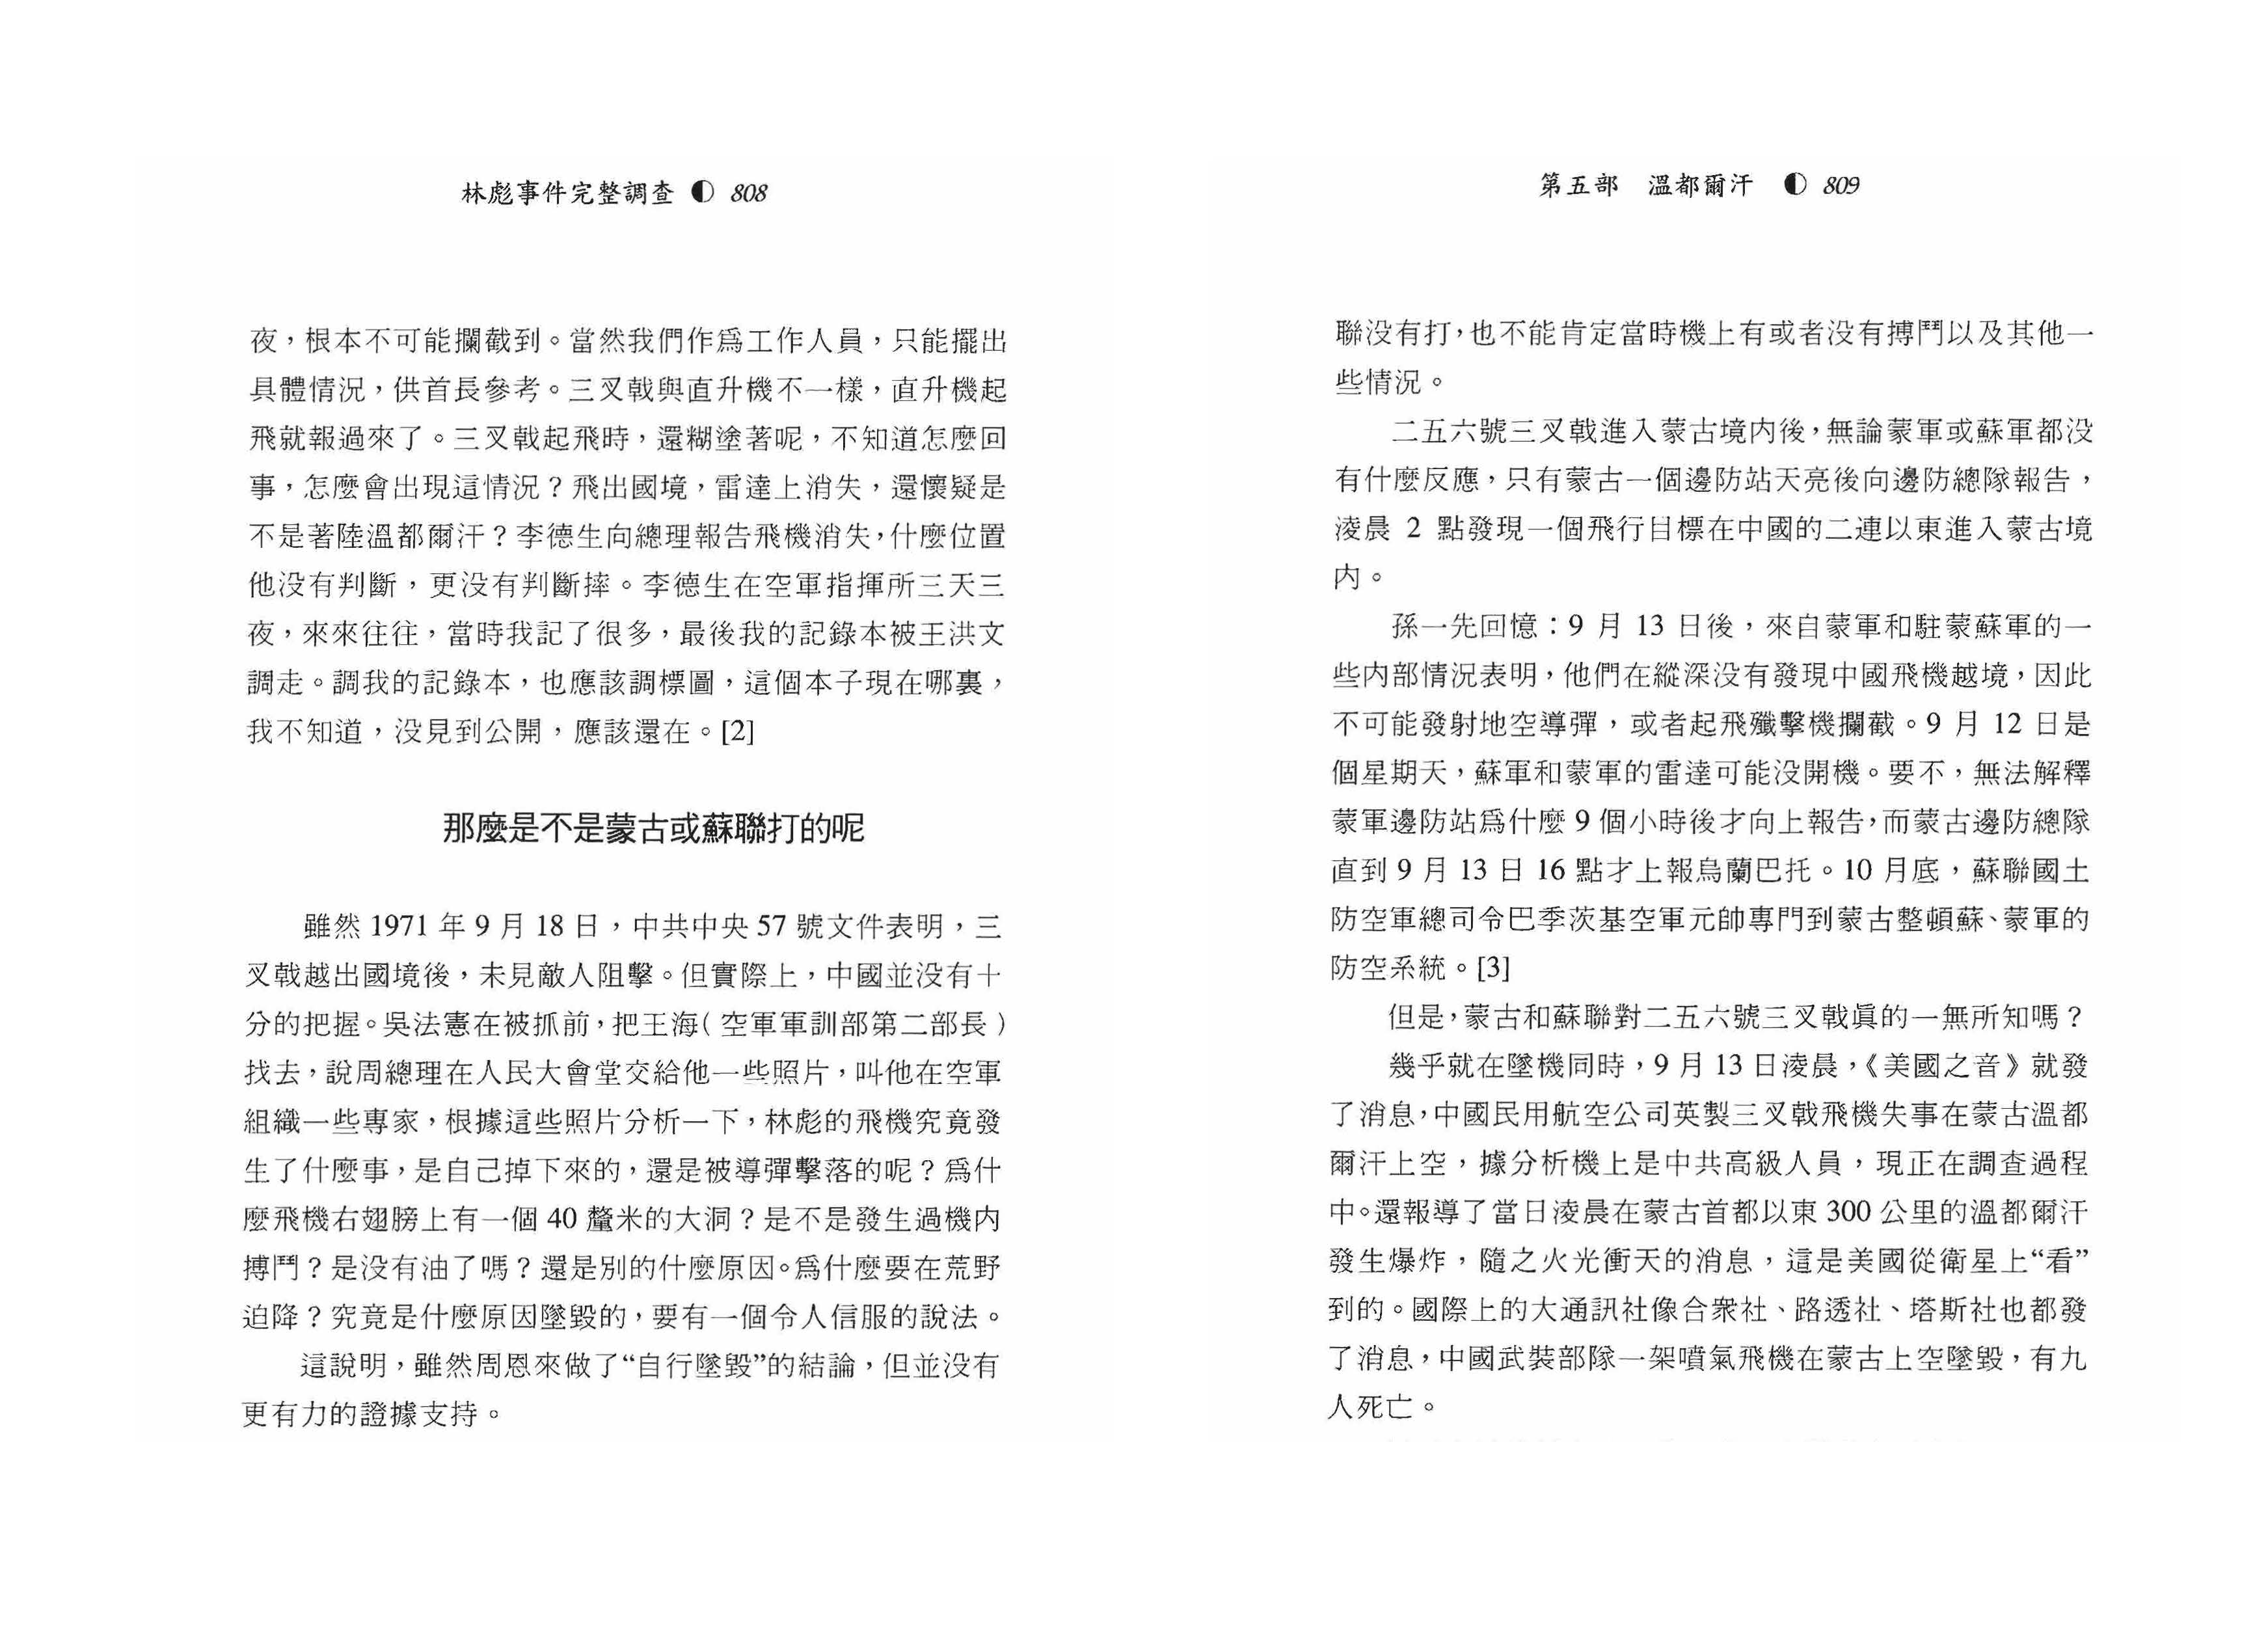 林彪事件完整調查 ◐ 808
夜，根本不可能攔截到。當然我們作爲工作人員，只能擺出
具體情況，供首長參考。三叉戟與直升機不一樣，直升機起
飛就報過來了。三叉戟起飛時，還糊塗著呢，不知道怎麼回
事，怎麼會出現這情況？飛出國境，雷達上消失，還懷疑是
不是著陸溫都爾汗？李德生向總理報告飛機消失，什麼位置
他没有判斷，更没有判斷摔。李德生在空軍指揮所三天三
夜，來來往往，當時我記了很多，最後我的記錄本被王洪文
調走。調我的記錄本，也應該調標圖，這個本子現在哪裏，
我不知道，没見到公開，應該還在。[2]
那麼是不是蒙古或蘇聯打的呢
雖然 1971 年 9 月 18 日，中共中央 57 號文件表明，三
叉戟越出國境後，未見敵人阻擊。但實際上，中國並没有十
分的把握。吳法憲在被抓前，把王海（空軍軍訓部第二部長）
找去，說周總理在人民大會堂交給他一些照片，叫他在空軍
組織一些專家，根據這些照片分析一下，林彪的飛機究竟發
生了什麼事，是自己掉下來的，還是被導彈擊落的呢？爲什
麼飛機右翅膀上有一個 40 釐米的大洞？是不是發生過機内
搏鬥？是没有油了嗎？還是別的什麼原因。爲什麼要在荒野
迫降？究竟是什麼原因墜毀的，要有一個令人信服的說法。
這說明，雖然周恩來做了“自行墜毀”的結論，但並没有
更有力的證據支持。
第五部　溫都爾汗 ◐ 809
聯没有打，也不能肯定當時機上有或者没有搏鬥以及其他一
些情況。
二五六號三叉戟進入蒙古境内後，無論蒙軍或蘇軍都没
有什麼反應，只有蒙古一個邊防站天亮後向邊防總隊報告，
淩晨 2 點發現一個飛行目標在中國的二連以東進入蒙古境
内。
孫一先回憶：9 月 13 日後，來自蒙軍和駐蒙蘇軍的一
些内部情況表明，他們在縱深没有發現中國飛機越境，因此
不可能發射地空導彈，或者起飛殲擊機攔截。9 月 12 日是
個星期天，蘇軍和蒙軍的雷達可能没開機。要不，無法解釋
蒙軍邊防站爲什麼 9 個小時後才向上報告，而蒙古邊防總隊
直到 9 月 13 日 16 點才上報烏蘭巴托。10 月底，蘇聯國土
防空軍總司令巴季茨基空軍元帥專門到蒙古整頓蘇、蒙軍的
防空系統。[3]
但是，蒙古和蘇聯對二五六號三叉戟眞的一無所知嗎？
幾乎就在墜機同時，9 月 13 日淩晨，《美國之音》就發
了消息，中國民用航空公司英製三叉戟飛機失事在蒙古溫都
爾汗上空，據分析機上是中共高級人員，現正在調查過程
中。還報導了當日淩晨在蒙古首都以東 300 公里的溫都爾汗
發生爆炸，隨之火光衝天的消息，這是美國從衛星上“看”
到的。國際上的大通訊社像合衆社、路透社、塔斯社也都發
了消息，中國武裝部隊一架噴氣飛機在蒙古上空墜毀，有九
人死亡。